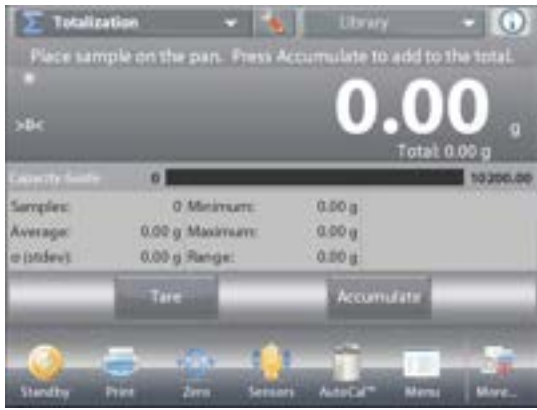 Σ Totalization Library i
Place sample on the pan. Press Accumulate to add to the total.
*
>0< 0.00 g
Total: 0.00 g
Capacity Guide 0 10200.00
Samples: 0 Minimum: 0.00 g
Average: 0.00 g Maximum: 0.00 g
σ (stdev): 0.00 g Range: 0.00 g
Tare Accumulate
Standby Print Zero Sensors AutoCal™ Menu More...